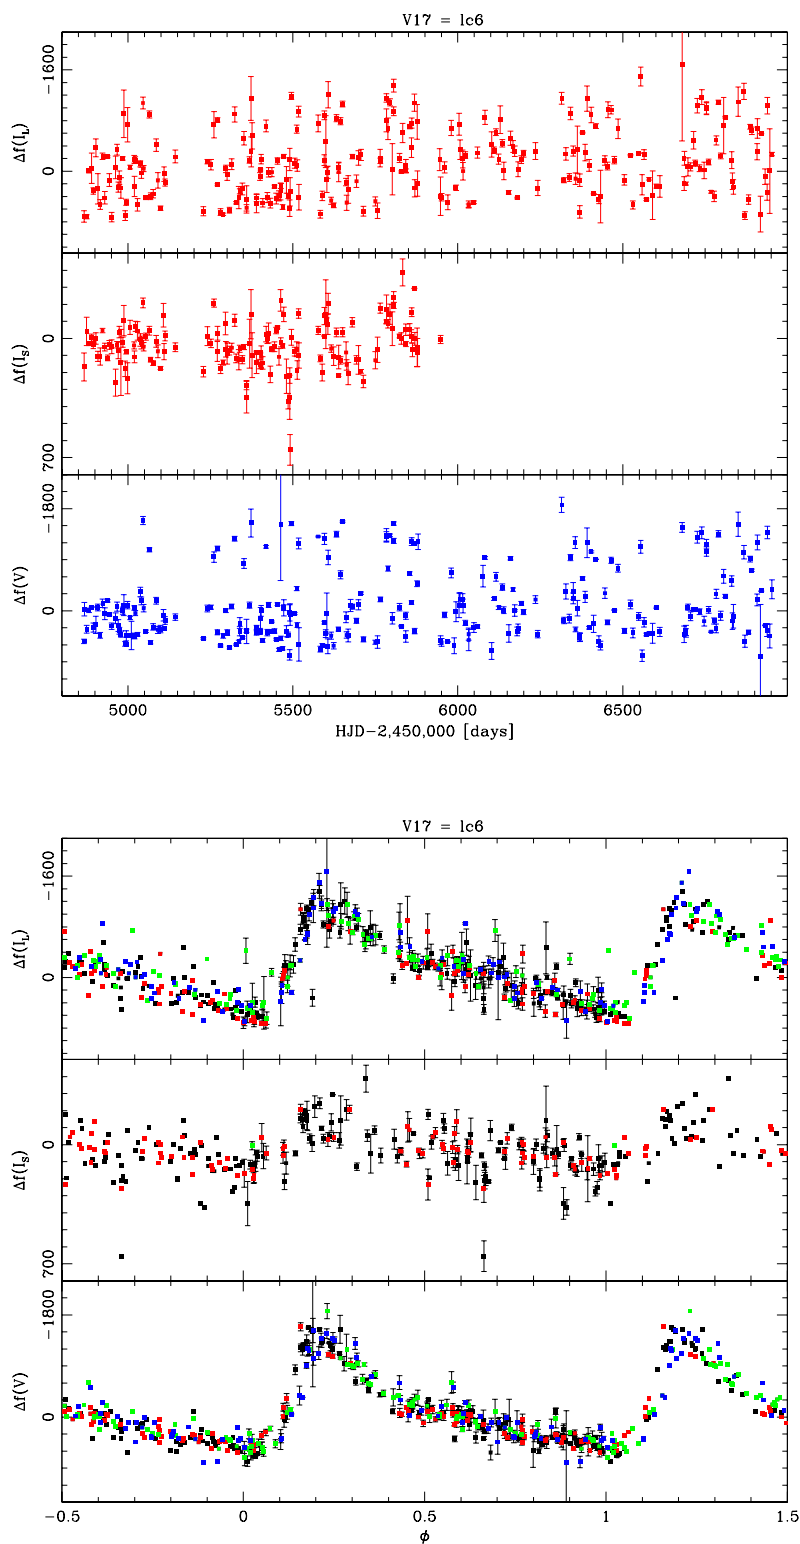 V17 = lc6
−1600
0
Δf(I_L)
0
700
Δf(I_S)
−1800
0
Δf(V)
5000 5500 6000 6500
HJD−2,450,000 [days]
V17 = lc6
−1600
0
Δf(I_L)
0
700
Δf(I_S)
−1800
0
Δf(V)
−0.5 0 0.5 1 1.5
ϕ